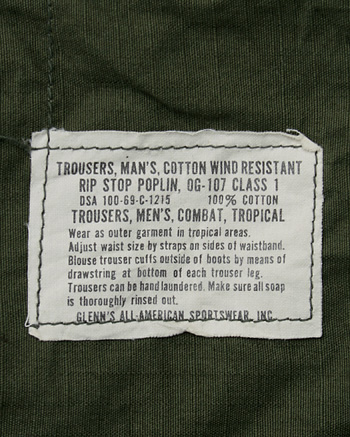 TROUSERS, MAN'S, COTTON WIND RESISTANT
RIP STOP POPLIN, OG-107 CLASS 1
DSA 100-69-C-1215 100% COTTON
TROUSERS, MEN'S, COMBAT, TROPICAL
Wear as outer garment in tropical areas.
Adjust waist size by straps on sides of waistband.
Blouse trouser cuffs outside of boots by means of
drawstring at bottom of each trouser leg.
Trousers can be hand laundered. Make sure all soap
is thoroughly rinsed out.
GLENN'S ALL-AMERICAN SPORTSWEAR, INC.